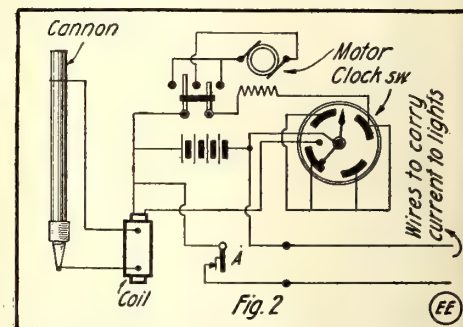 Cannon
Motor
Clock sw.
Wires to carry
current to lights
A
Coil
Fig. 2
EE